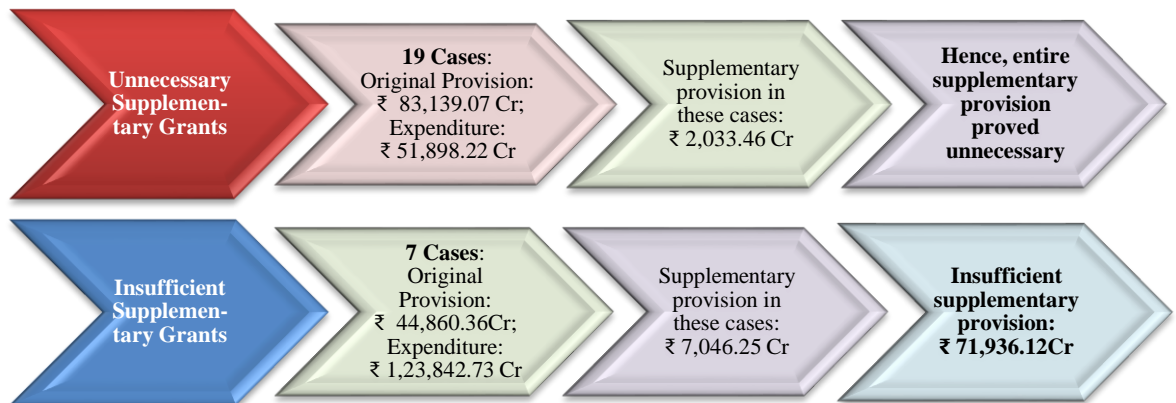 Unnecessary
Supplemen-
tary Grants
19 Cases:
Original Provision:
₹ 83,139.07 Cr;
Expenditure:
₹ 51,898.22 Cr
Supplementary
provision in
these cases:
₹ 2,033.46 Cr
Hence, entire
supplementary
provision
proved
unnecessary
Insufficient
Supplemen-
tary Grants
7 Cases:
Original
Provision:
₹ 44,860.36Cr;
Expenditure:
₹ 1,23,842.73 Cr
Supplementary
provision in
these cases:
₹ 7,046.25 Cr
Insufficient
supplementary
provision:
₹ 71,936.12Cr